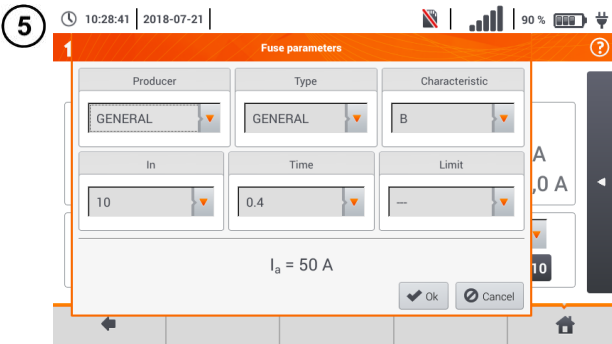 5
10:28:41 2018-07-21 90 %
1 Fuse parameters ?
Producer Type Characteristic
GENERAL GENERAL B
In Time Limit
10 0.4 ---
A
,0 A
10
Ia = 50 A
Ok Cancel